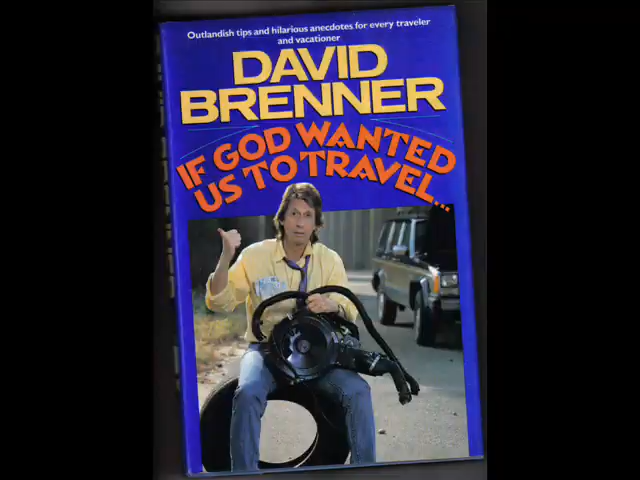 Outlandish tips and hilarious anecdotes for every traveler
and vacationer
DAVID
BRENNER
IF GOD WANTED
US TO TRAVEL...